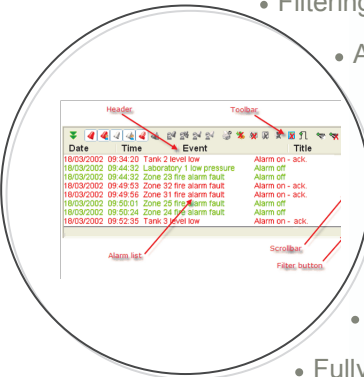 • Filtering
• A
Header Toolbar
Date Time Event Title
18/03/2002 09:34:20 Tank 2 level low Alarm on - ack.
18/03/2002 09:44:32 Laboratory 1 low pressure Alarm off
18/03/2002 09:44:32 Zone 23 fire alarm fault Alarm off
18/03/2002 09:49:53 Zone 32 fire alarm fault Alarm on - ack.
18/03/2002 09:49:56 Zone 31 fire alarm fault Alarm on - ack.
18/03/2002 09:50:01 Zone 25 fire alarm fault Alarm off
18/03/2002 09:50:24 Zone 24 fire alarm fault Alarm off
18/03/2002 09:52:35 Tank 3 level low Alarm on - ack.
Scrollbar
Alarm list Filter button
•
• Fully